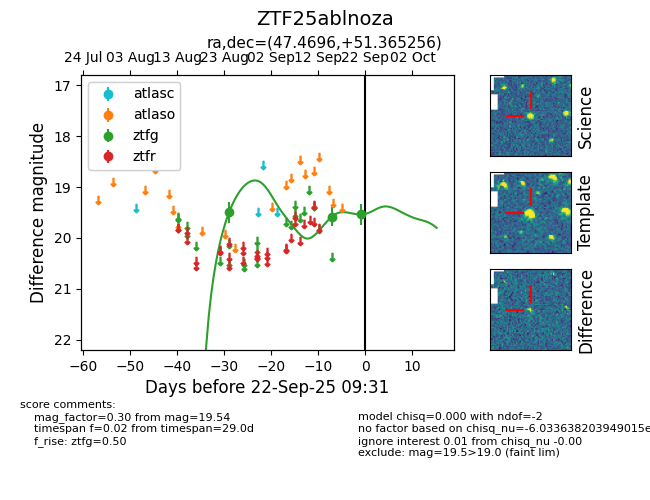 ZTF25ablnoza
ra,dec=(47.4696,+51.365256)
24 Jul 03 Aug 13 Aug 23 Aug 02 Sep 12 Sep 22 Sep 02 Oct
17
18
19
20
21
22
Difference magnitude
atlasc
atlaso
ztfg
ztfr
−60 −50 −40 −30 −20 −10 0 10
Days before 22-Sep-25 09:31
Science
Template
Difference
score comments:
mag_factor=0.30 from mag=19.54
timespan f=0.02 from timespan=29.0d
f_rise: ztfg=0.50
model chisq=0.000 with ndof=-2
no factor based on chisq_nu=-6.033638203949015e
ignore interest 0.01 from chisq_nu -0.00
exclude: mag=19.5>19.0 (faint lim)